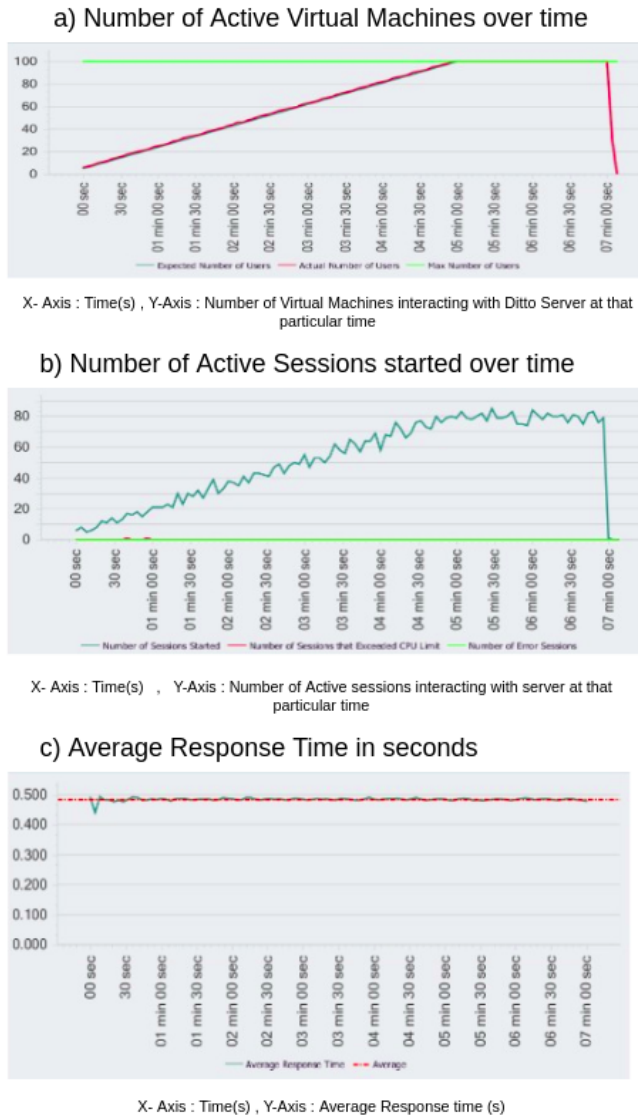 a) Number of Active Virtual Machines over time
100
80
60
40
20
0
00 sec
30 sec
01 min 00 sec
01 min 30 sec
02 min 00 sec
02 min 30 sec
03 min 00 sec
03 min 30 sec
04 min 00 sec
04 min 30 sec
05 min 00 sec
05 min 30 sec
06 min 00 sec
06 min 30 sec
07 min 00 sec
Expected Number of Users Actual Number of Users Max Number of Users
X- Axis : Time(s) , Y-Axis : Number of Virtual Machines interacting with Ditto Server at that
particular time
b) Number of Active Sessions started over time
80
60
40
20
0
00 sec
30 sec
01 min 00 sec
01 min 30 sec
02 min 00 sec
02 min 30 sec
03 min 00 sec
03 min 30 sec
04 min 00 sec
04 min 30 sec
05 min 00 sec
05 min 30 sec
06 min 00 sec
06 min 30 sec
07 min 00 sec
Number of Sessions Started Number of Sessions that Exceeded CPU Limit Number of Error Sessions
X- Axis : Time(s) , Y-Axis : Number of Active sessions interacting with server at that
particular time
c) Average Response Time in seconds
0.500
0.400
0.300
0.200
0.100
0.000
00 sec
30 sec
01 min 00 sec
01 min 30 sec
02 min 00 sec
02 min 30 sec
03 min 00 sec
03 min 30 sec
04 min 00 sec
04 min 30 sec
05 min 00 sec
05 min 30 sec
06 min 00 sec
06 min 30 sec
07 min 00 sec
Average Response Time Average
X- Axis : Time(s) , Y-Axis : Average Response time (s)